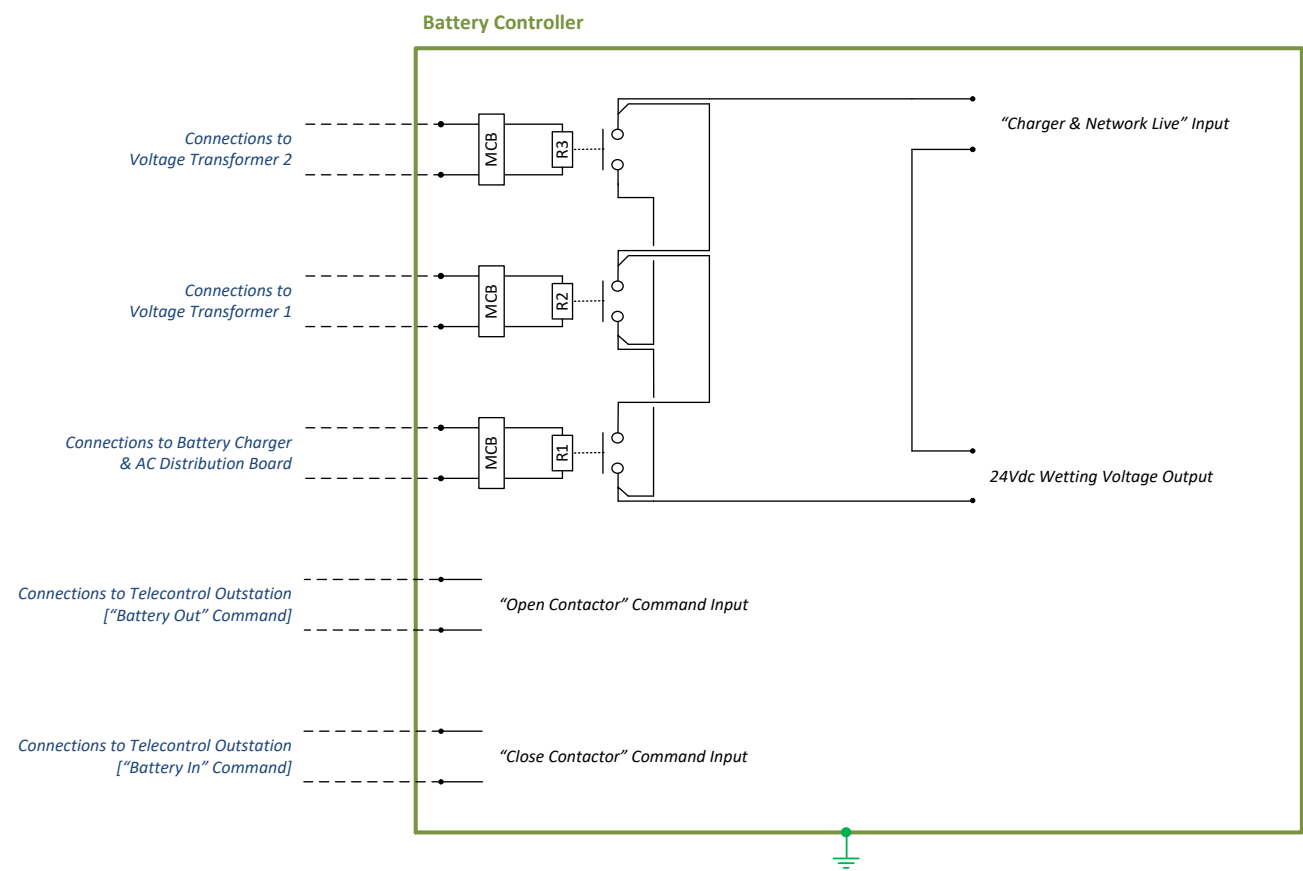 Battery Controller
Connections to
Voltage Transformer 2
MCB
R3
“Charger & Network Live” Input
Connections to
Voltage Transformer 1
MCB
R2
Connections to Battery Charger
& AC Distribution Board
MCB
R1
24Vdc Wetting Voltage Output
Connections to Telecontrol Outstation
[“Battery Out” Command]
“Open Contactor” Command Input
Connections to Telecontrol Outstation
[“Battery In” Command]
“Close Contactor” Command Input